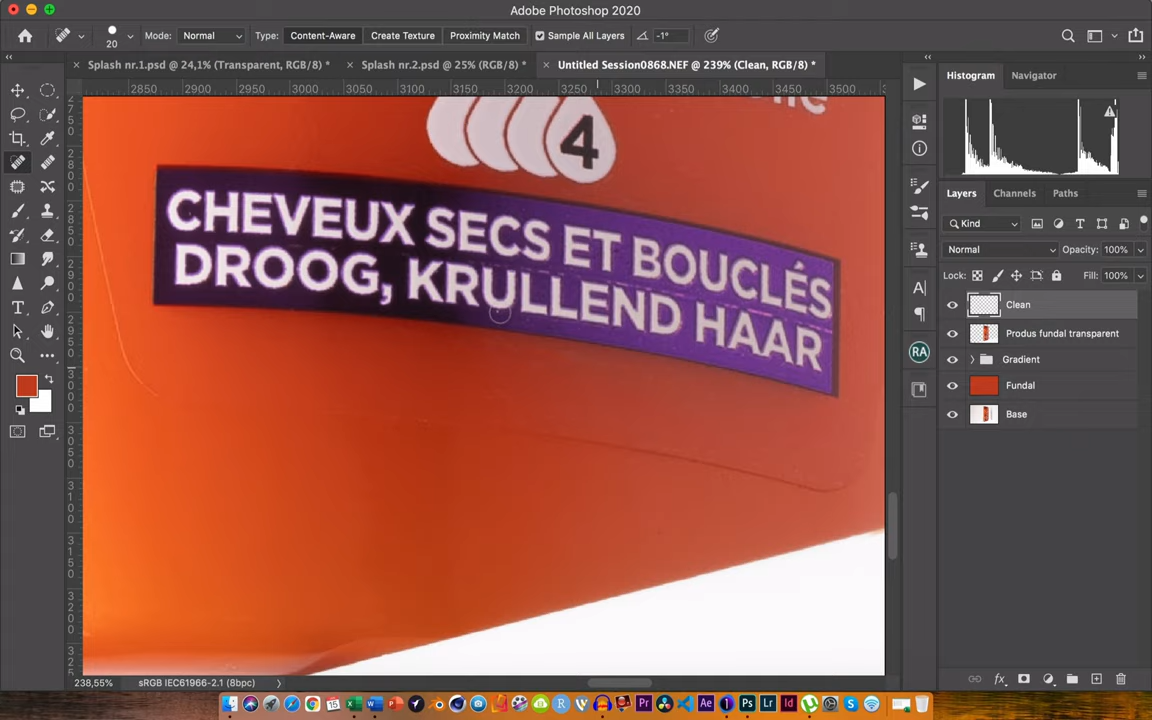 Adobe Photoshop 2020
20
Mode: Normal
Type: Content-Aware
Create Texture
Proximity Match
Sample All Layers
-1°
Splash nr.1.psd @ 24,1% (Transparent, RGB/8) *
Splash nr.2.psd @ 25% (RGB/8) *
Untitled Session0868.NEF @ 239% (Clean, RGB/8) *
2850 2900 2950 3000 3050 3100 3150 3200 3250 3300 3350 3400 3450 3500
4
CHEVEUX SECS ET BOUCLÉS
DROOG, KRULLEND HAAR
Histogram
Navigator
Layers
Channels
Paths
Kind
Normal
Opacity: 100%
Lock:
Fill: 100%
Clean
Produs fundal transparent
Gradient
Fundal
Base
RA
238,55%
sRGB IEC61966-2.1 (8bpc)